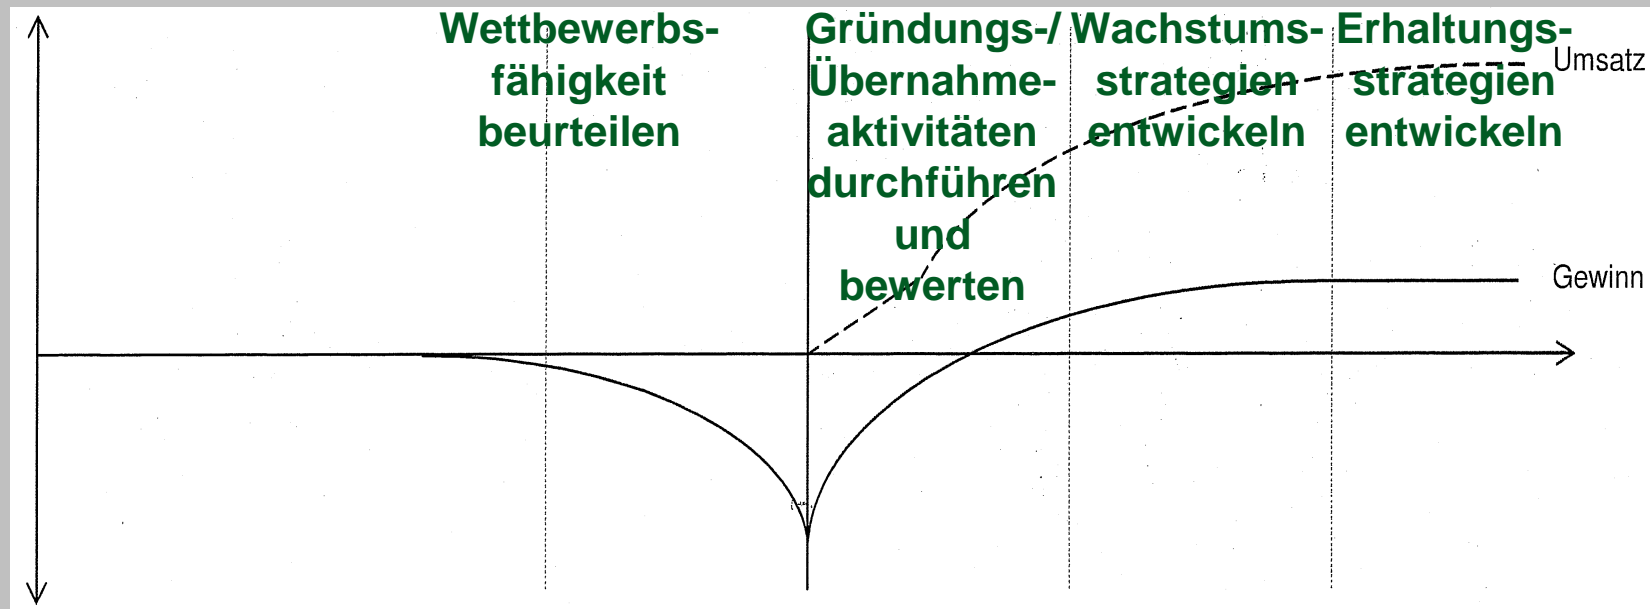 Wettbewerbs-
fähigkeit
beurteilen
Gründungs-/
Übernahme-
aktivitäten
durchführen
und
bewerten
Wachstums-
strategien
entwickeln
Erhaltungs-
strategien
entwickeln
Umsatz
Gewinn